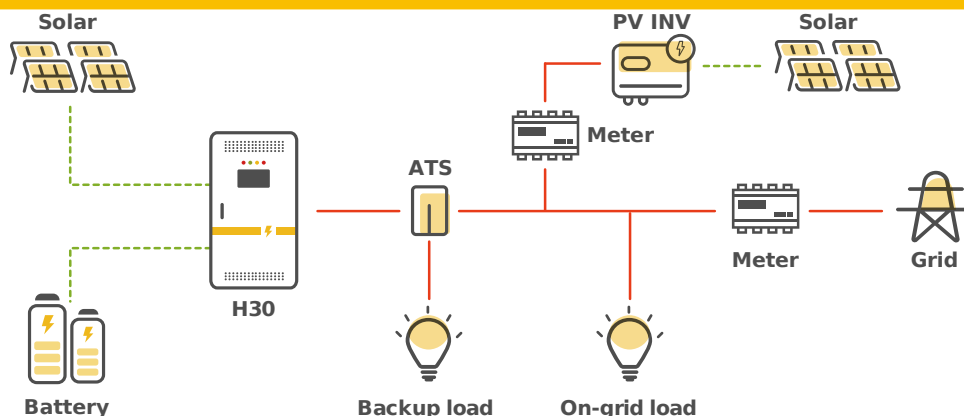 Solar
PV INV
Solar
Meter
ATS
H30
Meter
Grid
Battery
Backup load
On-grid load